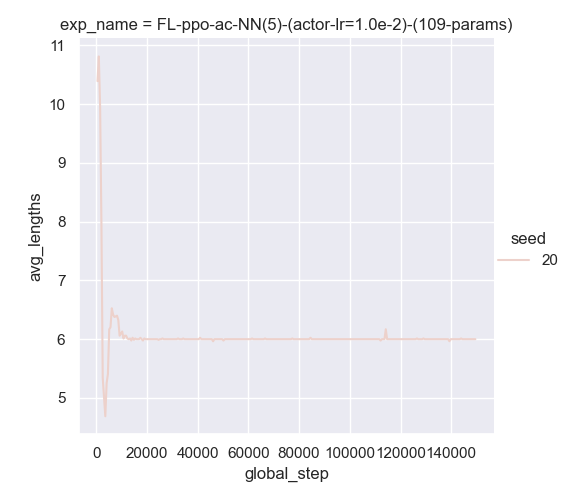 exp_name = FL-ppo-ac-NN(5)-(actor-lr=1.0e-2)-(109-params)
11
10
9
8
7
6
5
avg_lengths
0 20000 40000 60000 80000 100000 120000 140000
global_step
seed
20